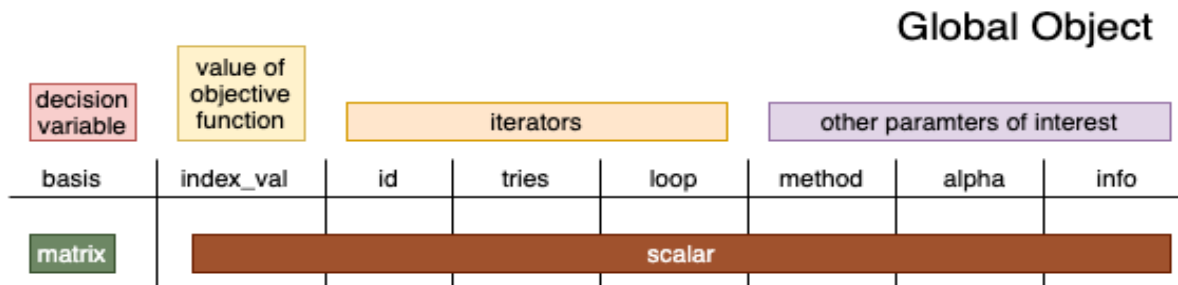 Global Object
decision
variable
value of
objective
function
iterators
other paramters of interest
basis index_val id tries loop method alpha info
matrix scalar